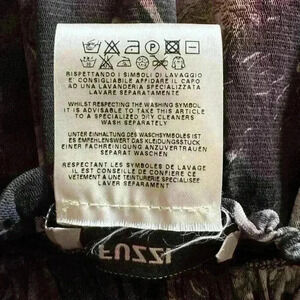 RISPETTANDO I SIMBOLI DI LAVAGGIO
E' CONSIGLIABILE AFFIDARE IL CAPO
AD UNA LAVANDERIA SPECIALIZZATA
LAVARE SEPARATAMENTE
WHILST RESPECTING THE WASHING SYMBOL
IT IS ADVISABLE TO TAKE THIS ARTICLE
TO A SPECIALIZED DRY CLEANERS
WASH SEPARATELY
UNTER EINHALTUNG DES WASCHSYMBOLES IST
ES EMPFEHLENSWERT DAS KLEIDUNGSSTÜCK
EINER FACHREINIGUNG ANZUVERTRAUEN
SEPARAT WASCHEN
RESPECTANT LES SYMBOLES DE LAVAGE
IL EST CONSEILLE DE CONFIER CE
VETEMENT A UNE TEINTURERIE SPECIALISEE
LAVER SEPARAMENT
FUZZI